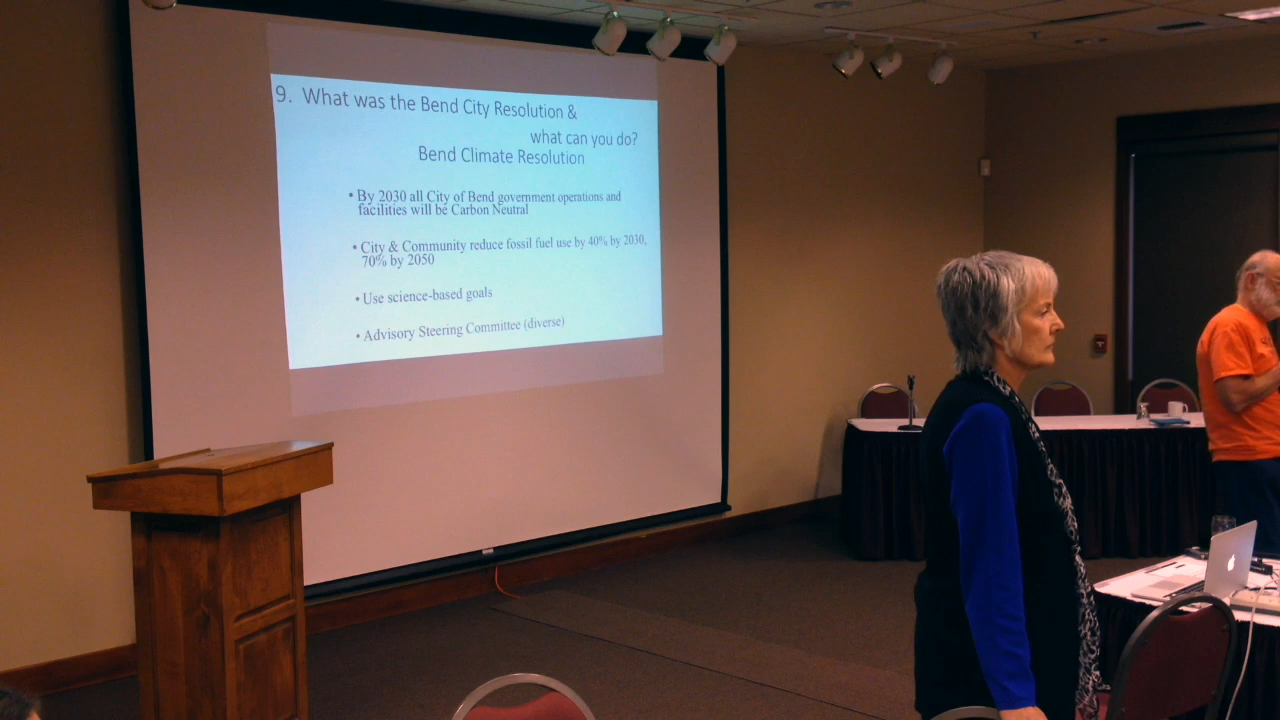 9. What was the Bend City Resolution &
what can you do?
Bend Climate Resolution
• By 2030 all City of Bend government operations and
facilities will be Carbon Neutral
• City & Community reduce fossil fuel use by 40% by 2030,
70% by 2050
• Use science-based goals
• Advisory Steering Committee (diverse)